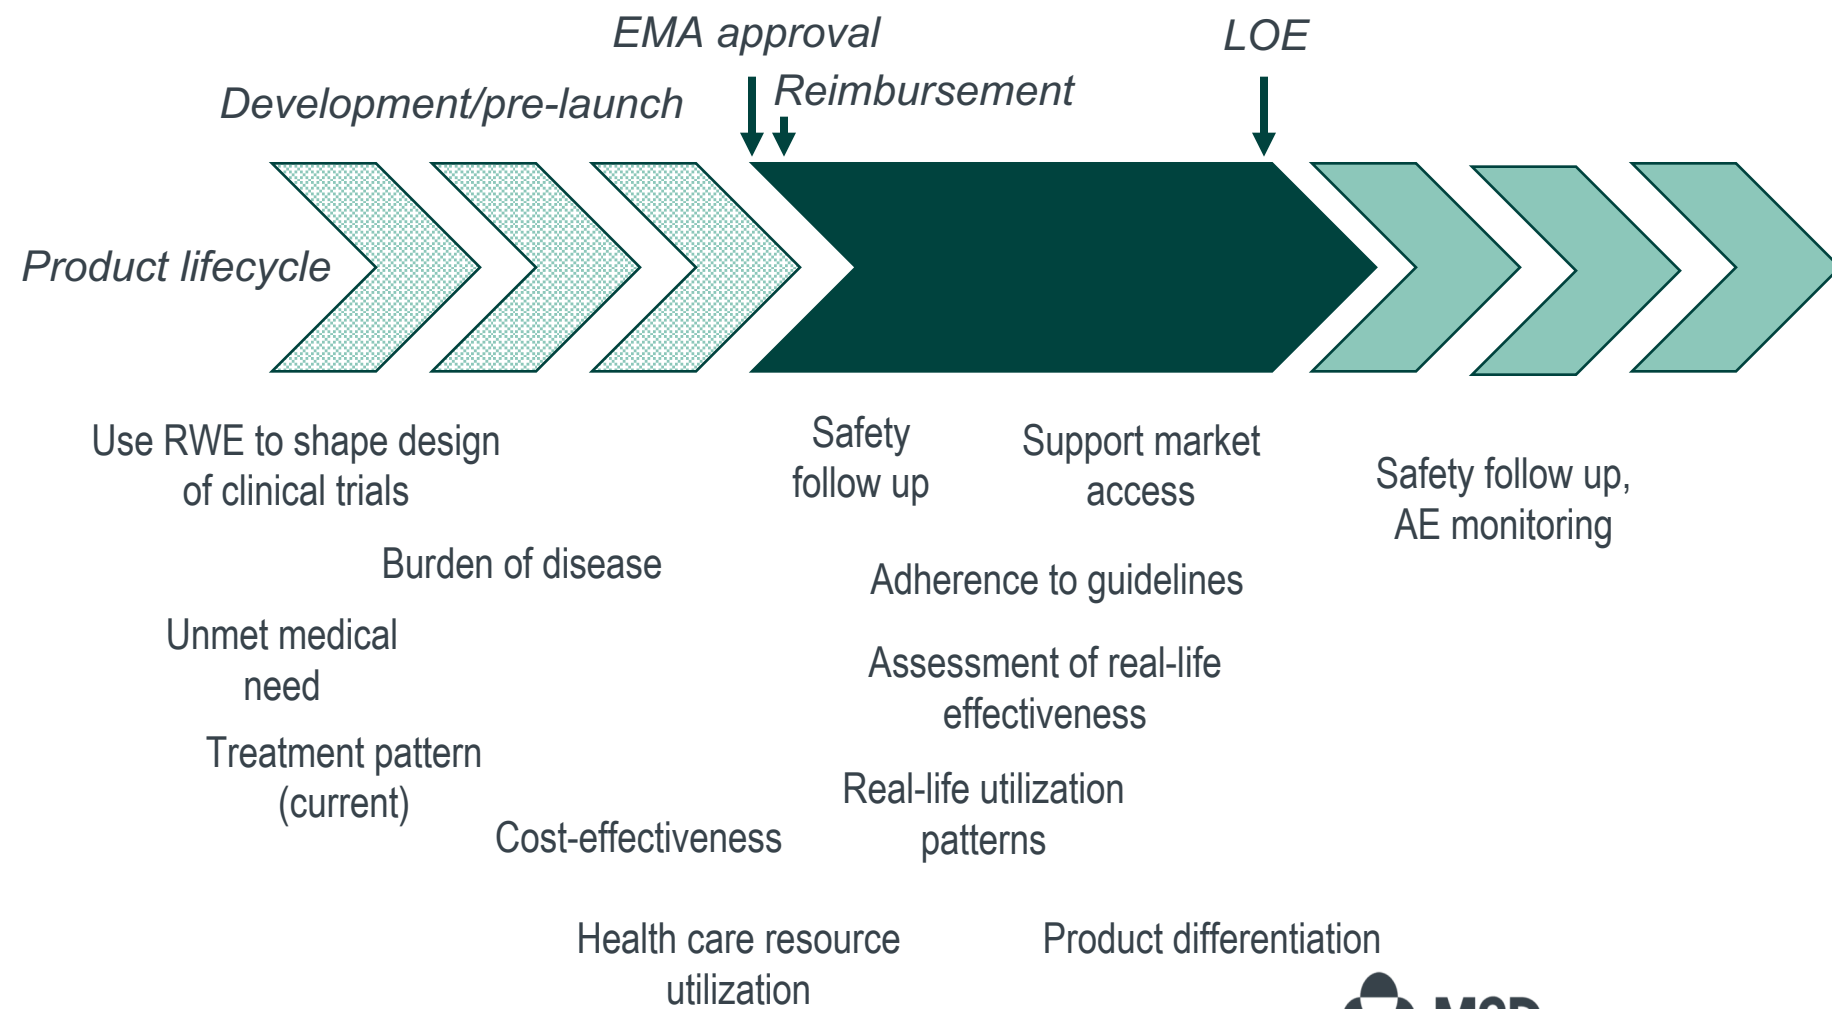 EMA approval
LOE
Development/pre-launch
Reimbursement
Product lifecycle
Use RWE to shape design
of clinical trials
Safety
follow up
Support market
access
Safety follow up,
AE monitoring
Burden of disease
Adherence to guidelines
Unmet medical
need
Assessment of real-life
effectiveness
Treatment pattern
(current)
Real-life utilization
patterns
Cost-effectiveness
Health care resource
utilization
Product differentiation
MSD